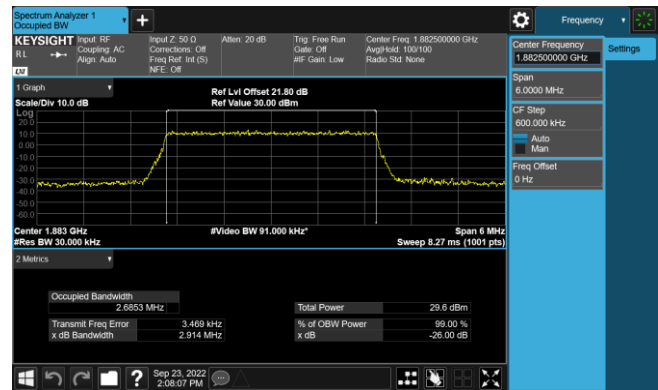 Spectrum Analyzer 1
Occupied BW
+
Frequency
KEYSIGHT
RL
LXI
Input: RF
Coupling: AC
Align: Auto
Input Z: 50 Ω
Corrections: Off
Freq Ref: Int (S)
NFE: Off
Atten: 20 dB
Trig: Free Run
Gate: Off
#IF Gain: Low
Center Freq: 1.882500000 GHz
Avg|Hold: 100/100
Radio Std: None
Center Frequency
1.882500000 GHz
Settings
Span
6.0000 MHz
CF Step
600.000 kHz
Auto
Man
Freq Offset
0 Hz
1 Graph
Scale/Div 10.0 dB
Ref Lvl Offset 21.80 dB
Ref Value 30.00 dBm
Log
20.0
10.0
0.00
-10.0
-20.0
-30.0
-40.0
-50.0
-60.0
Center 1.883 GHz
#Video BW 91.000 kHz*
Span 6 MHz
#Res BW 30.000 kHz
Sweep 8.27 ms (1001 pts)
2 Metrics
Occupied Bandwidth
2.6853 MHz
Total Power 29.6 dBm
Transmit Freq Error 3.469 kHz
% of OBW Power 99.00 %
x dB Bandwidth 2.914 MHz
x dB -26.00 dB
?
Sep 23, 2022
2:08:07 PM